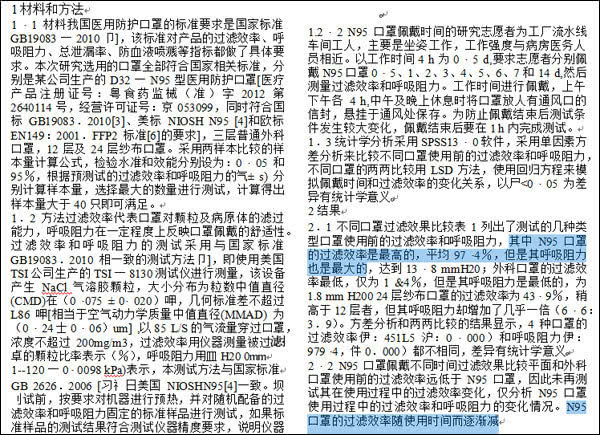 1 材料和方法
1．1 材料我国医用防护口罩的标准要求是国家标准
GB19083 一 2010 卩]，该标准对产品的过滤效率、呼
吸阻力、总泄漏率、防血液喷溅等指标都做了具体要
求。本次研究选用的口罩全部符合国家相关标准，分
别是某公司生产的 D32 一 N95 型医用防护口罩[医疗
产品注册证号：粤食药监械（准）字 2012 第
2640114 号，经营许可证号：京 053099，同时符合国
标 GB19083．2010[3]、美标 NIOSH N95 [4]和欧标
EN149：2001．FFP2 标准[6]的要求]，三层普通外科
口罩，12 层及 24 层纱布口罩。采用两样本比较的样
本量计算公式，检验水准和效能分别设为：0·05 和
95%，根据预测试的过滤效率和呼吸阻力的气± s) 分
别计算样本量，选择最大的数量进行测试，计算得出
样本量大于 40 只即可满足。
1．2 方法过滤效率代表口罩对颗粒及病原体的滤过
能力，呼吸阻力在一定程度上反映口罩佩戴的舒适性。
过滤效率和呼吸阻力的测试采用与国家标准
GB19083．2010 相一致的测试方法卩]，即使用美国
TSI 公司生产的 TSI 一 8130 测试仪进行测量，该设备
产生 NaCl 气溶胶颗粒，大小分布为粒数中值直径
(CMD)在（0·075 ± 0·020）呷，几何标准差不超过
L86 呷[相当于空气动力学质量中值直径(MMAD) 为
（0·24 士 0·06）um] ,以 85 L/S 的气流量穿过口罩，
浓度不超过 200mg/m3，过滤效率用仪器测量被过滤
卓的颗粒比率表示（%），呼吸阻力用皿 H20 0mm
1--120 一 0·0098 kPa)表示，本测试方法与国家标准
GB 2626．2006 [习彳日美国 NIOSHN95[4]一致。坝
刂试前，按要求对机器进行预热，并对随机配备的过
滤效率和呼吸阻力固定的标准样品进行测试，如果标
准样品的测试结果符合测试仪器精度要求，说明仪器
1.2·2 N95 口罩佩戴时间的研究志愿者为工厂流水线
车间工人，主要是坐姿工作，工作强度与病房医务人
员相近。以工作时间 4 h 为 0·5 d,要求志愿者分别佩
戴 N95 口罩 0·5、1、2、3、4、5、6、7 和 14 d,然后
测量过滤效率和呼吸阻力。工作时间进行佩戴，上午
下午各 4 h,中午及晚上休息时将口罩放人有通风口的
信封，悬挂于通风处保存。为防止佩戴结束后测试条
件发生较大变化，佩戴结束后要在 1 h 内完成测试。
1．3 统计学分析采用 SPSS13·0 软件，采用单因素方
差分析来比较不同口罩使用前的过滤效率和呼吸阻力，
不同口罩的两两比较用 LSD 方法，使用回归方程来模
拟佩戴时间和过滤效率的变化关系，以尸<0．05 为差
异有统计学意义
2 结果
2．1 不同口罩过滤效果比较表 1 列出了测试的几种类
型口罩使用前的过滤效率和呼吸阻力，其中 N95 口罩
的过滤效率是最高的，平均 97·4%，但是其呼吸阻力
也是最大的，达到 13·8 mmH20；外科口罩的过滤效
率最低，仅为 1 &4%，但是其呼吸阻力是最低的，为
1.8 mm H200 24 层纱布口罩的过滤效率为 43·9%，稍
高于 12 层者，但其呼吸阻力却增加了几乎一倍（6·6：
3．9）。方差分析和两两比较的结果显示，4 种口罩的
过滤效率伊：451L5 沪：0·000）和呼吸阻力伊：
979·4，件 0．000）都不相同，差异有统计学意义
2·2 N95 口罩佩戴不同时间过滤效果比较平面和外科
口罩使用前的过滤效率远低于 N95 口罩，因此未再测
试其在使用过程中的过滤效率变化，仅分析 N95 口罩
使用过程中的过滤效率和呼吸阻力的变化情况。N95
口罩的过滤效率随使用时间而逐渐减